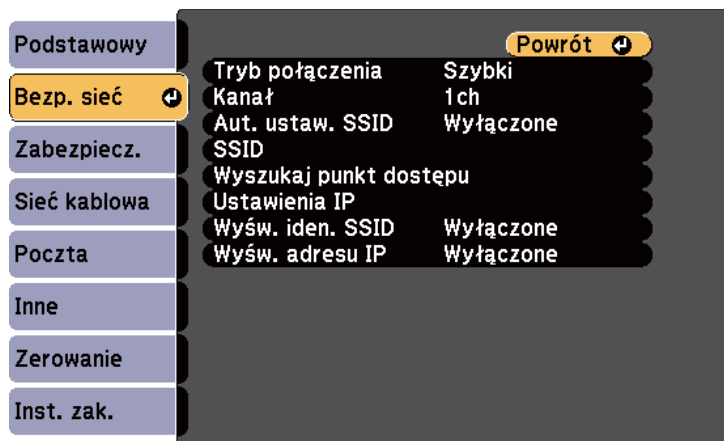 Podstawowy
Bezp. sieć
Zabezpiecz.
Sieć kablowa
Poczta
Inne
Zerowanie
Inst. zak.
Powrót
Tryb połączenia Szybki
Kanał 1ch
Aut. ustaw. SSID Wyłączone
SSID
Wyszukaj punkt dostępu
Ustawienia IP
Wyśw. iden. SSID Wyłączone
Wyśw. adresu IP Wyłączone